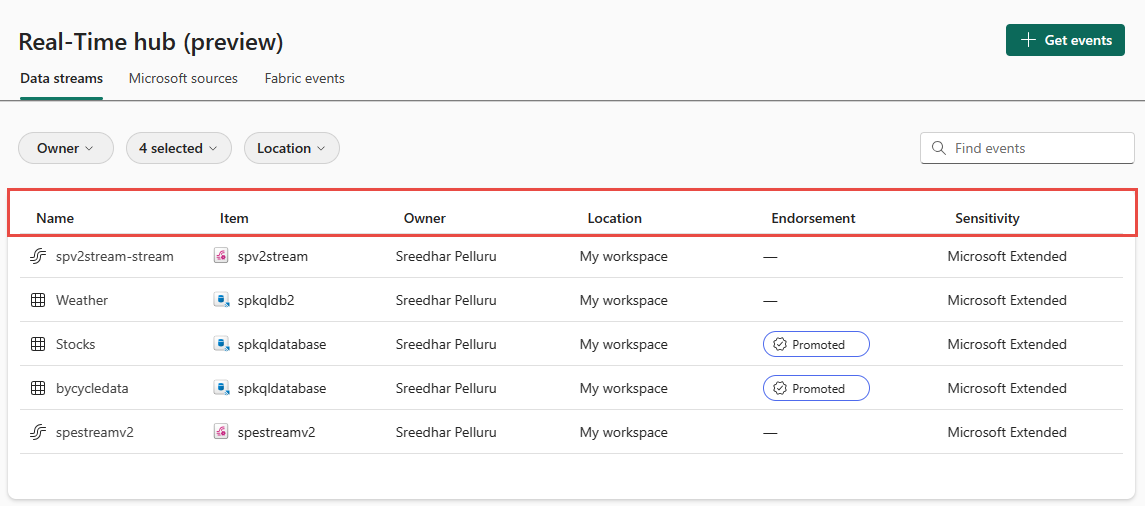 Real-Time hub (preview)
Get events
Data streams Microsoft sources Fabric events
Owner 4 selected Location Find events
Name Item Owner Location Endorsement Sensitivity
spv2stream-stream spv2stream Sreedhar Pelluru My workspace — Microsoft Extended
Weather spkqldb2 Sreedhar Pelluru My workspace — Microsoft Extended
Stocks spkqldatabase Sreedhar Pelluru My workspace Promoted Microsoft Extended
bycycledata spkqldatabase Sreedhar Pelluru My workspace Promoted Microsoft Extended
spestreamv2 spestreamv2 Sreedhar Pelluru My workspace — Microsoft Extended